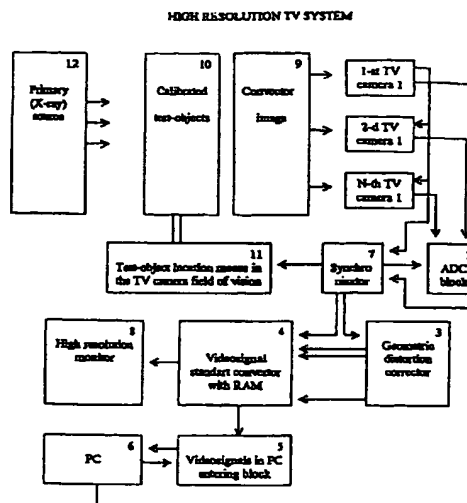 HIGH RESOLUTION TV SYSTEM
12
Primary
(X-ray)
source
10
Calibrated
test-objects
9
Convector
image
1-st TV
camera 1
2-d TV
camera 1
N-th TV
camera 1
11
Test-object location means in
the TV camera field of vision
7
Synchro
nizator
ADC
block
8
High resolution
monitor
4
Videosignal
standart convertor
with RAM
3
Geometric
distortion
corrector
6
PC
5
Videosignals in PC
entering block